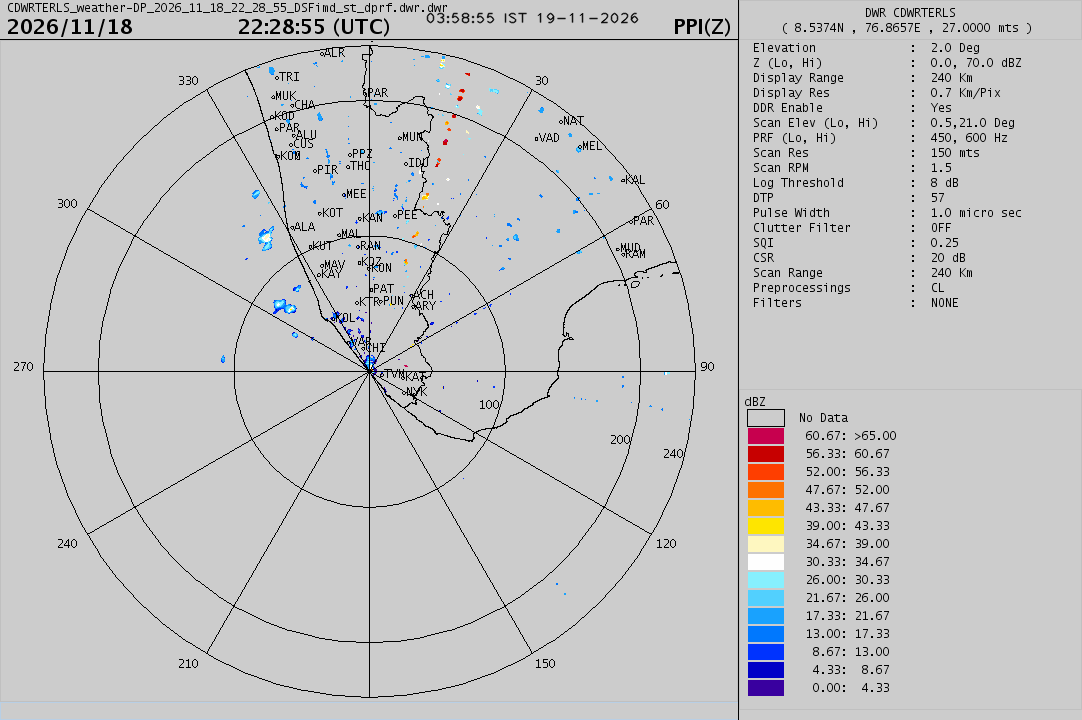 CDWRTERLS_weather-DP_2026_11_18_22_28_55_DSFimd_st_dprf.dwr.dwr
03:58:55 IST 19-11-2026
2026/11/18 22:28:55 (UTC) PPI(Z)
DWR CDWRTERLS
( 8.5374N , 76.8657E , 27.0000 mts )
Elevation : 2.0 Deg
Z (Lo, Hi) : 0.0, 70.0 dBZ
Display Range : 240 Km
Display Res : 0.7 Km/Pix
DDR Enable : Yes
Scan Elev (Lo, Hi) : 0.5,21.0 Deg
PRF (Lo, Hi) : 450, 600 Hz
Scan Res : 150 mts
Scan RPM : 1.5
Log Threshold : 8 dB
DTP : 57
Pulse Width : 1.0 micro sec
Clutter Filter : OFF
SQI : 0.25
CSR : 20 dB
Scan Range : 240 Km
Preprocessings : CL
Filters : NONE
ALR
330 TRI 30
PAR
MUK
CHA
KOD
NAT
PAR
ALU
MUN
VAD
CUS
MEL
KOM
PPZ
THO
IDU
PIR
KAL
MEE
300
60
KOT
KAN
PEE
PAR
ALA
MAL
KUT
RAN
MUD
KAM
KOZ
MAV
KON
KAY
PAT
ACH
KTR
PUN
ARY
KOL
VAR
CHI
270
90
TVM
KAT
NYK
100
200
240
240
120
210
150
dBZ
No Data
60.67: >65.00
56.33: 60.67
52.00: 56.33
47.67: 52.00
43.33: 47.67
39.00: 43.33
34.67: 39.00
30.33: 34.67
26.00: 30.33
21.67: 26.00
17.33: 21.67
13.00: 17.33
8.67: 13.00
4.33: 8.67
0.00: 4.33